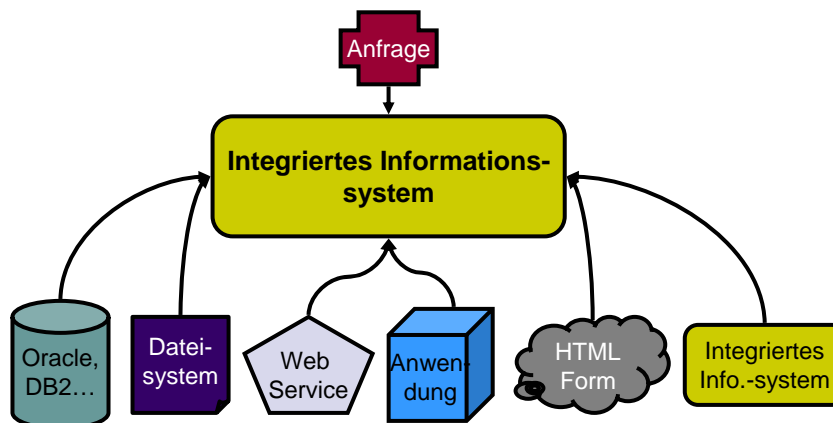 Anfrage
Integriertes Informations-
system
Oracle,
DB2…
Datei-
system
Web
Service
Anwen-
dung
HTML
Form
Integriertes
Info.-system